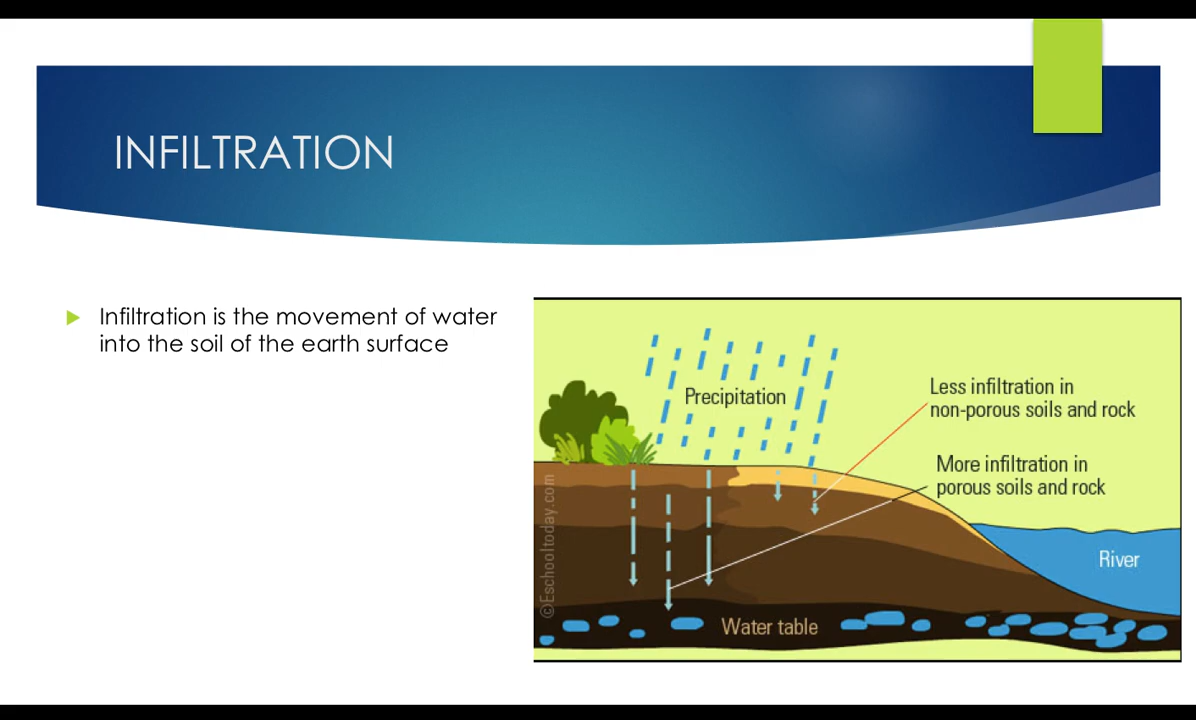 INFILTRATION
Infiltration is the movement of water
into the soil of the earth surface
Precipitation
Less infiltration in
non-porous soils and rock
More infiltration in
porous soils and rock
River
Water table
©Eschooltoday.com